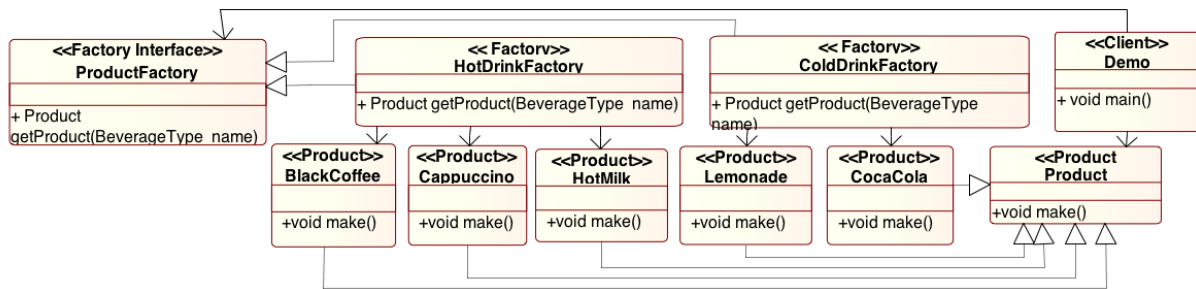 <<Factory Interface>>
ProductFactory
+ Product
getProduct(BeverageType name)
<< Factory>>
HotDrinkFactory
+ Product getProduct(BeverageType name)
<< Factory>>
ColdDrinkFactory
+ Product getProduct(BeverageType
name)
<<Client>>
Demo
+ void main()
<<Product>>
BlackCoffee
+void make()
<<Product>>
Cappuccino
+void make()
<<Product>>
HotMilk
+void make()
<<Product>>
Lemonade
+void make()
<<Product>>
CocaCola
+void make()
<<Product
Product
+void make()